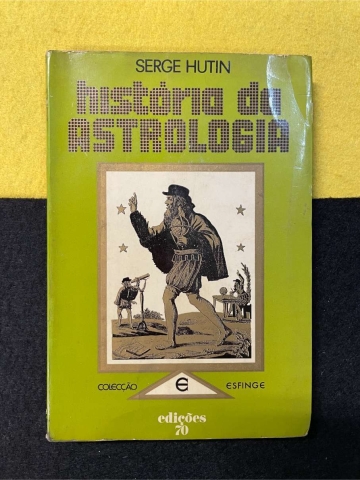 SERGE HUTIN
história da
ASTROLOGIA
COLECÇÃO E ESFINGE
edições
70